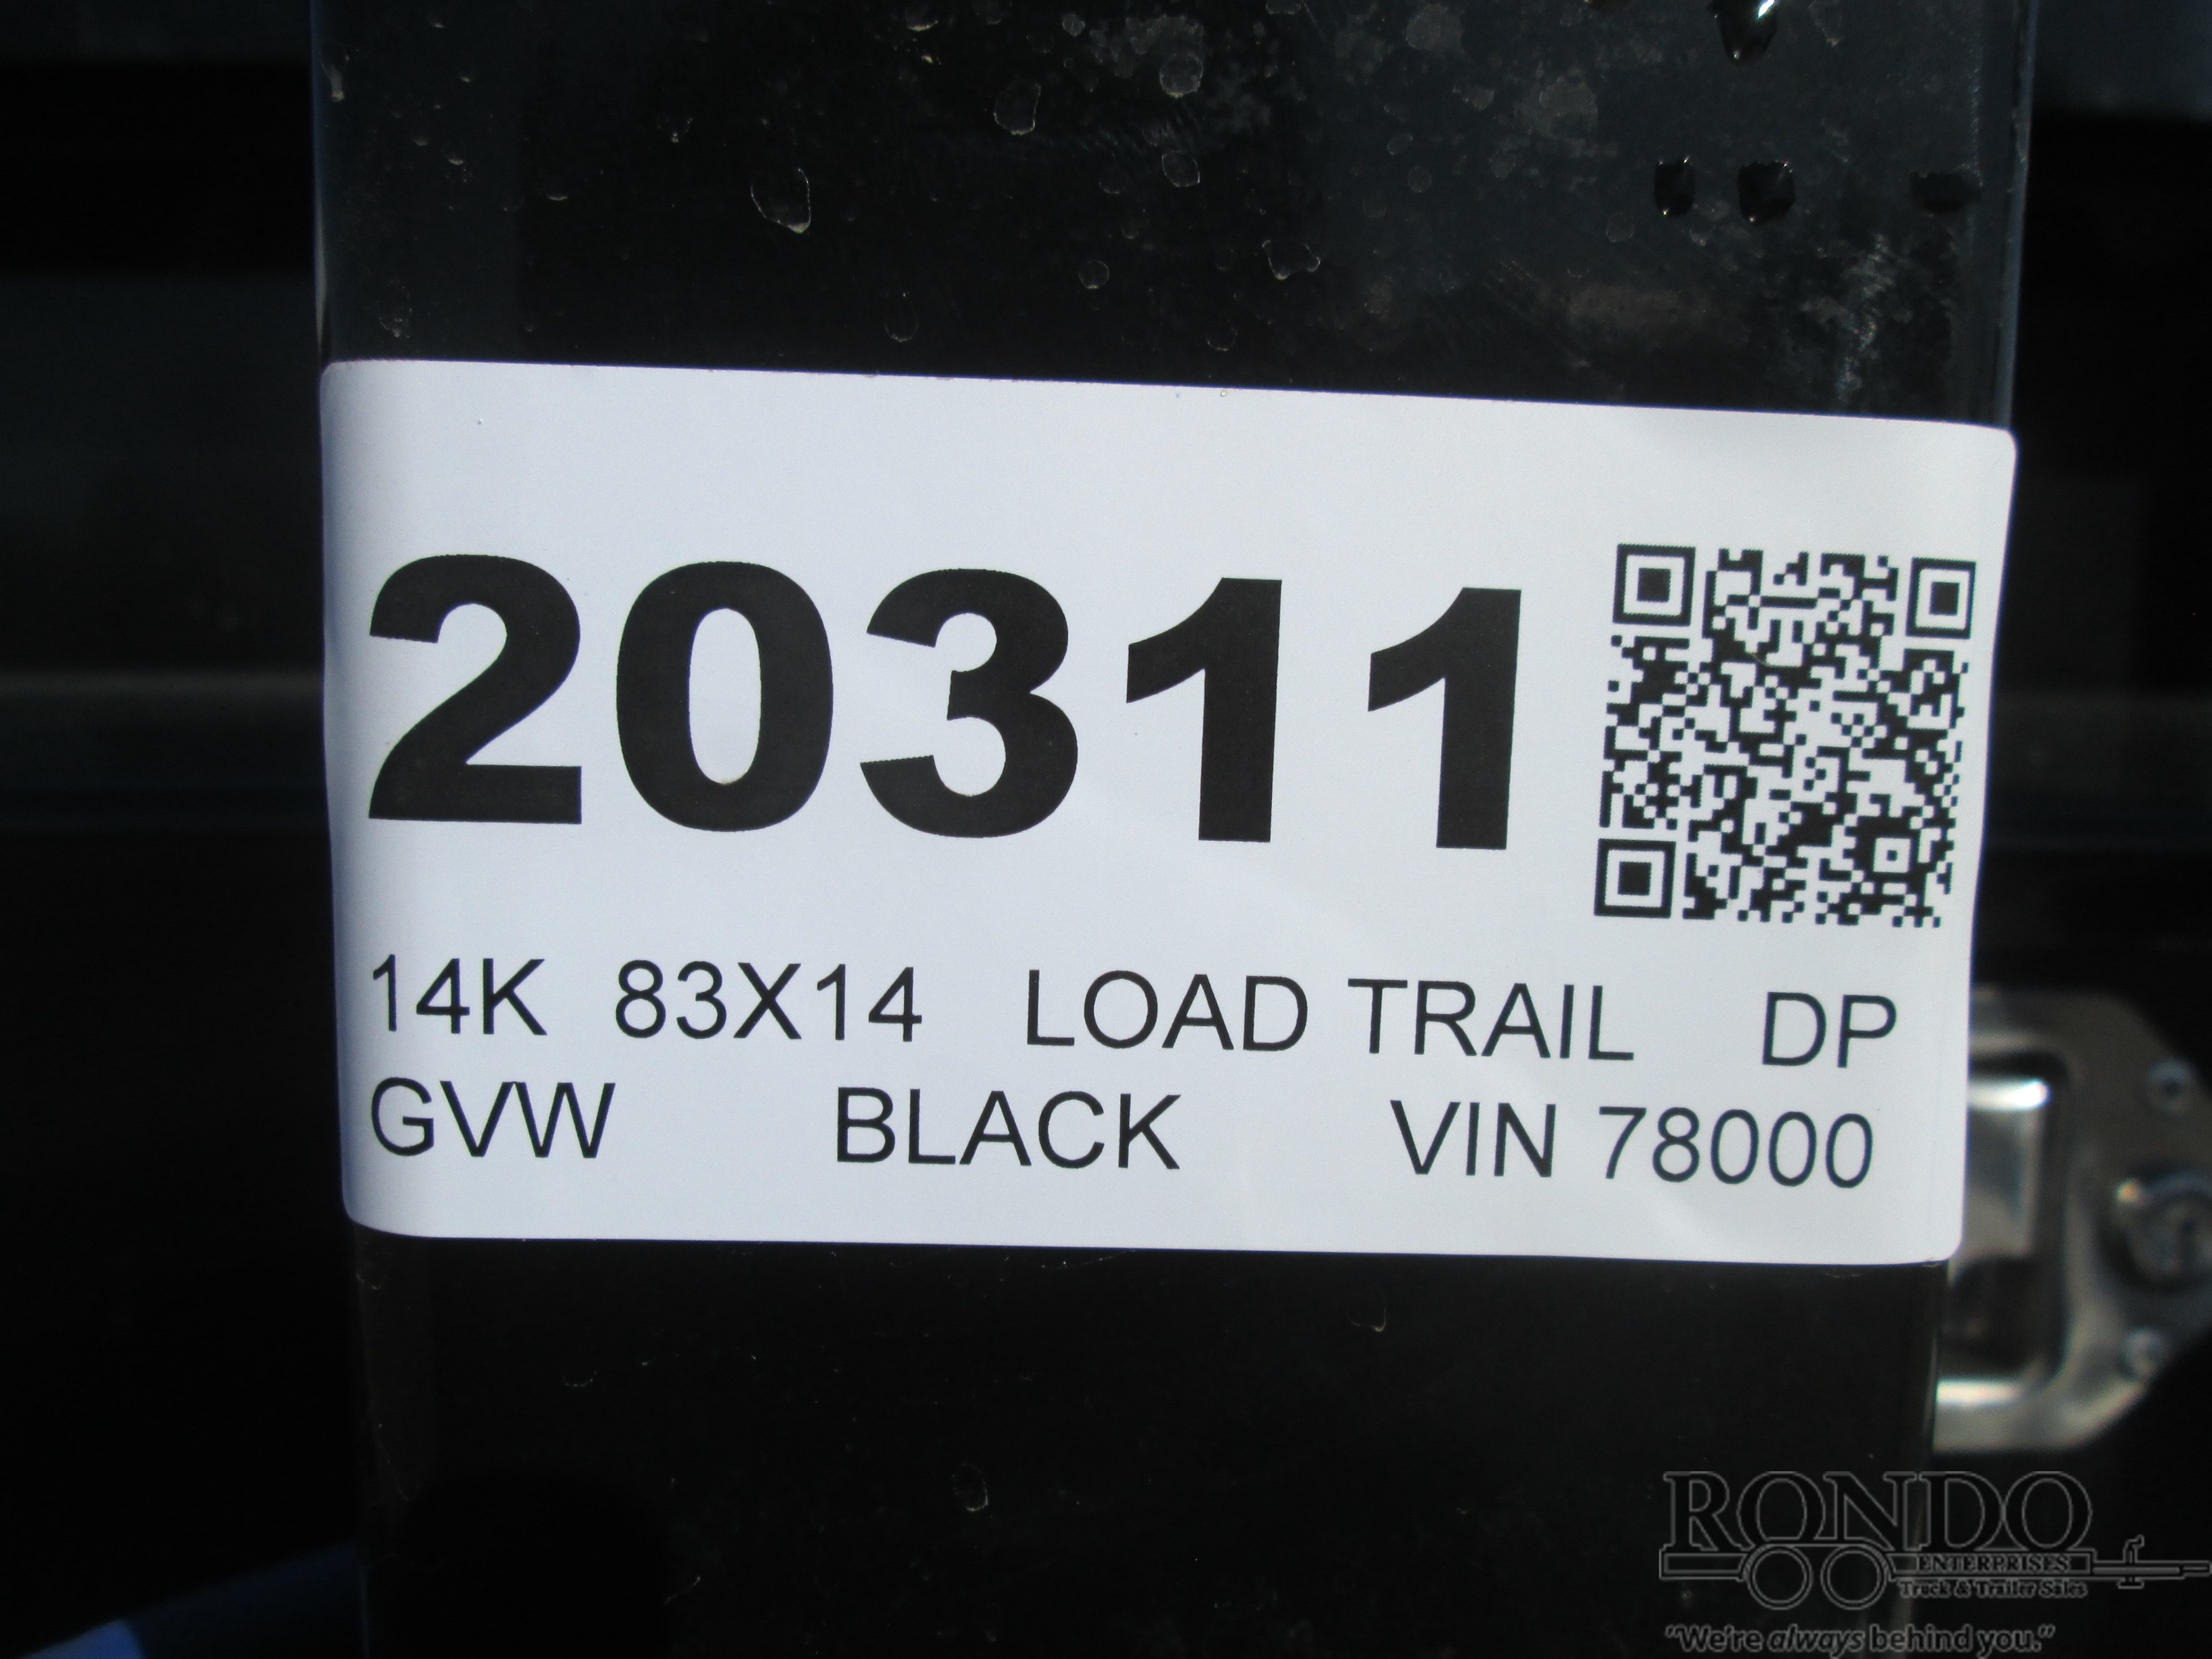 20311
14K 83X14 LOAD TRAIL DP
GVW BLACK VIN 78000
RONDO
ENTERPRISES
Truck & Trailer Sales
"We're always behind you."